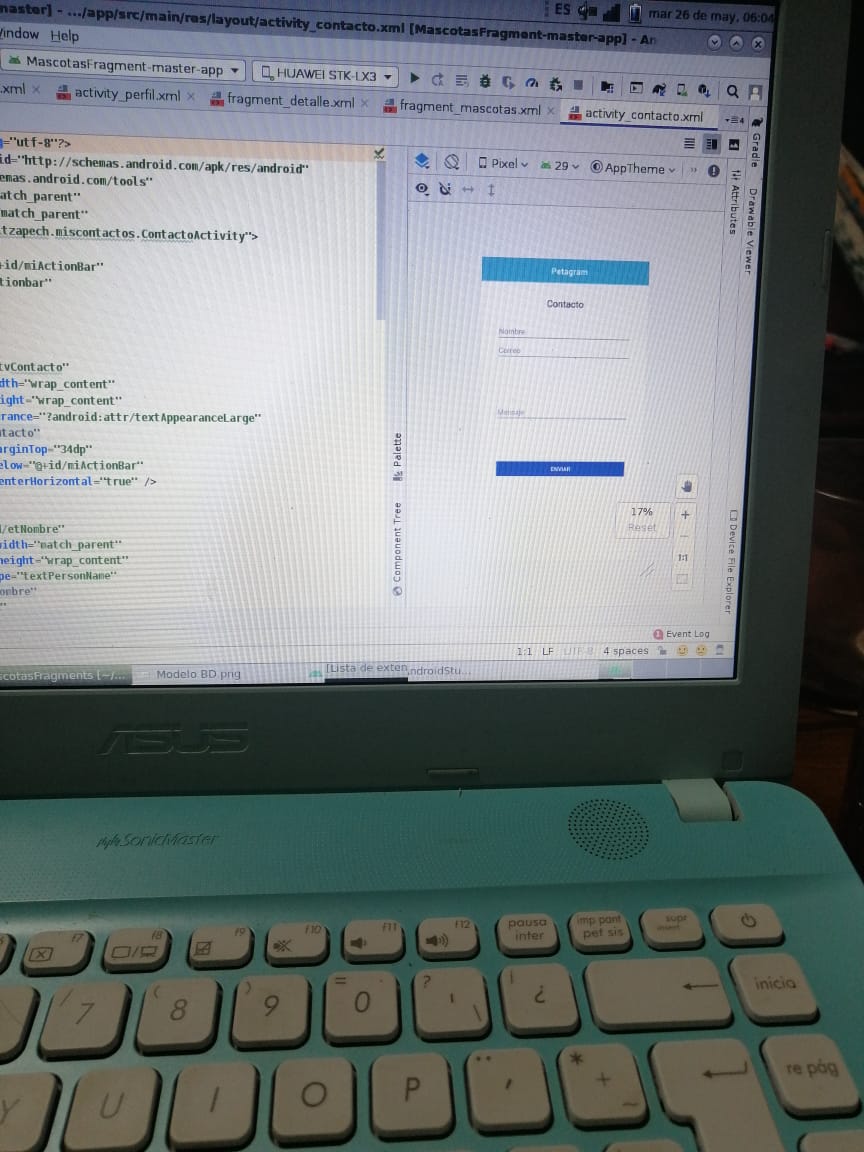 master] - .../app/src/main/res/layout/activity_contacto.xml [MascotasFragment-master-app] - An
ES
mar 26 de may, 06:04
indow Help
MascotasFragment-master-app
HUAWEI STK-LX3
.xml
activity_perfil.xml
fragment_detalle.xml
fragment_mascotas.xml
activity_contacto.xml
="utf-8"?>
id="http://schemas.android.com/apk/res/android"
emas.android.com/tools"
atch_parent"
match_parent"
tzapech.miscontactos.ContactoActivity">
+id/miActionBar"
tionbar"
tvContacto"
dth="wrap_content"
ight="wrap_content"
rance="?android:attr/textAppearanceLarge"
ntacto"
arginTop="34dp"
elow="@+id/miActionBar"
enterHorizontal="true" />
d/etNombre"
width="match_parent"
height="wrap_content"
pe="textPersonName"
ombre"
Palette
Component Tree
Pixel
29
AppTheme
Petagram
Contacto
Nombre
Correo
Mensaje
ENVIAR
17%
Reset
+
1:1
Gradle
Attributes
Drawable Viewer
Device File Explorer
1 Event Log
1:1 LF UTF-8 4 spaces
scotasFragments [~/...
Modelo BD.png
[Lista de exten
ndroidStu...
ASUS
SonicMaster
f7
f8
f9
f10
f11
f12
pausa
inter
imp pant
pet sis
supr
insert
/ 7
( 8
) 9
= 0
? ' \
¡ ¿
inicio
Y
U
I
O
P
¨ ´
* + ~
re pág